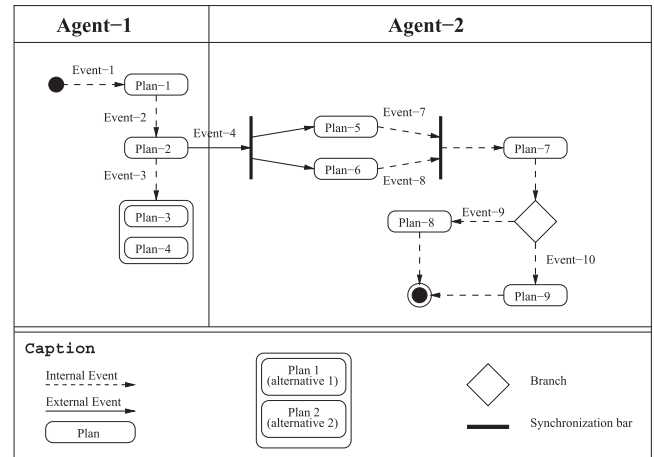 Agent−1
Agent−2
Event−1
Plan−1
Event−2
Event−4
Plan−2
Event−3
Plan−3
Plan−4
Plan−5
Event−7
Plan−6
Event−8
Plan−7
Plan−8
Event−9
Event−10
Plan−9
Caption
Internal Event
External Event
Plan
Plan 1
(alternative 1)
Plan 2
(alternative 2)
Branch
Synchronization bar